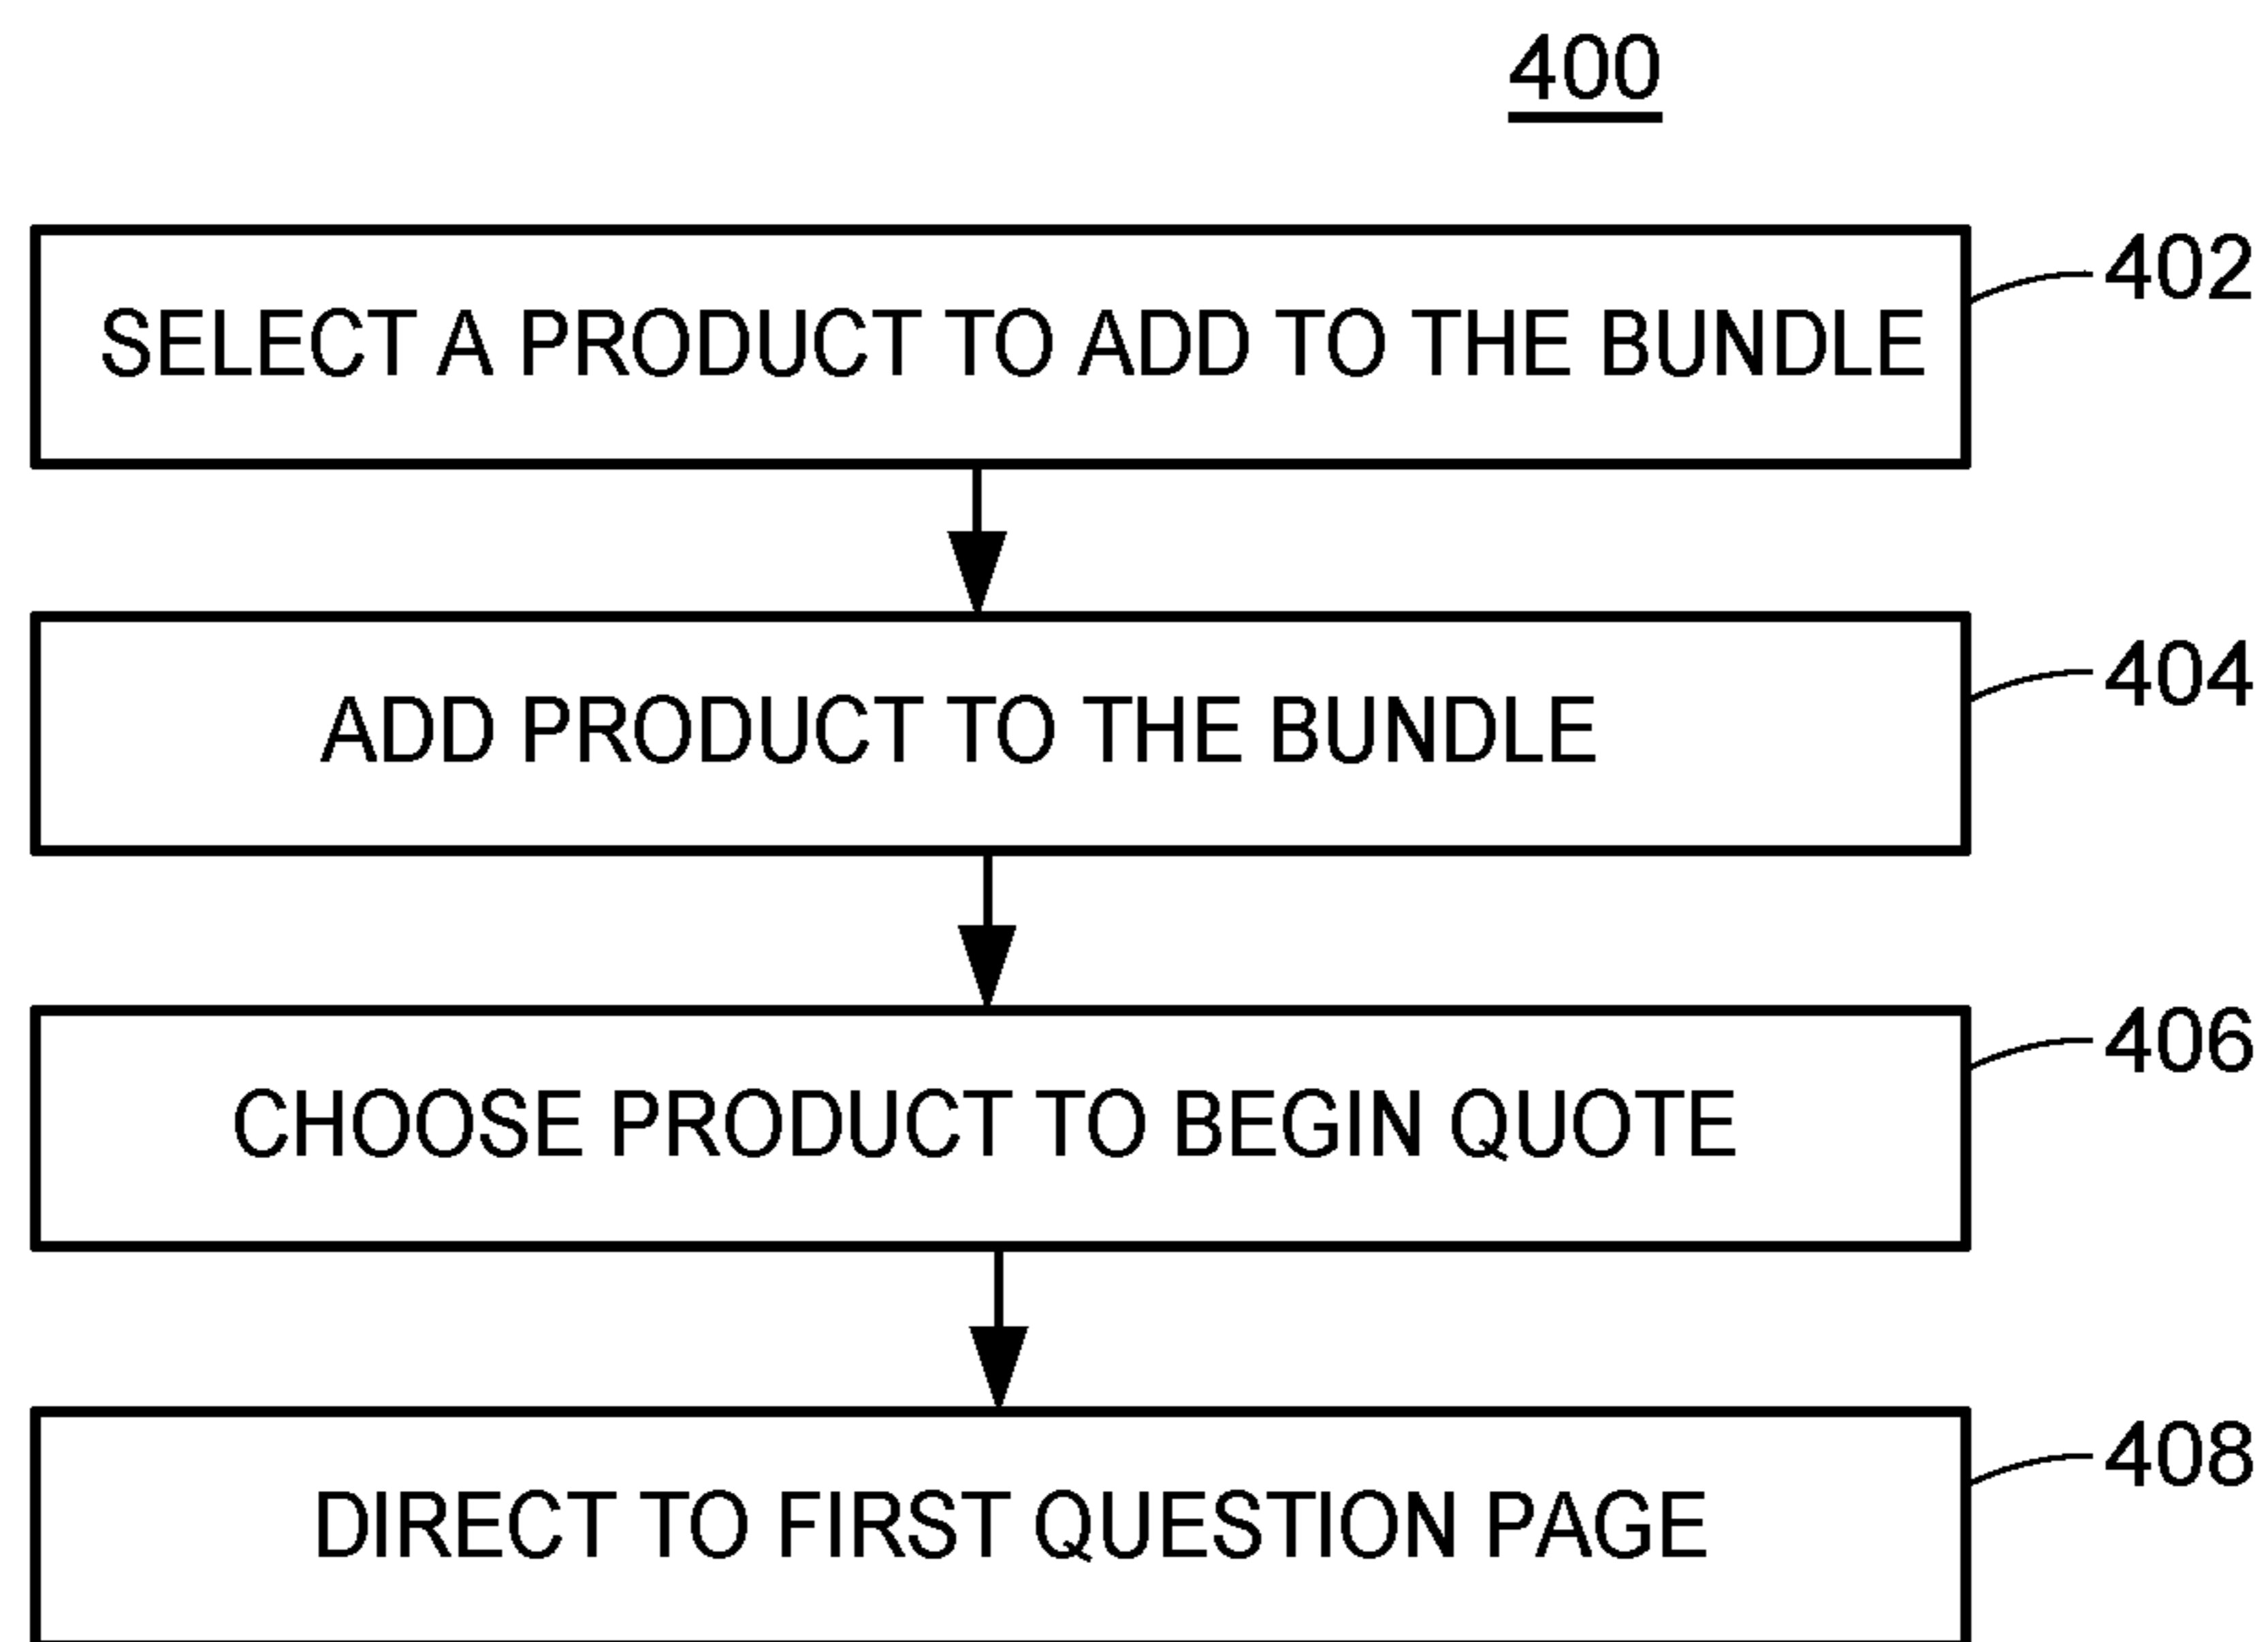 400
SELECT A PRODUCT TO ADD TO THE BUNDLE
402
ADD PRODUCT TO THE BUNDLE
404
CHOOSE PRODUCT TO BEGIN QUOTE
406
DIRECT TO FIRST QUESTION PAGE
408